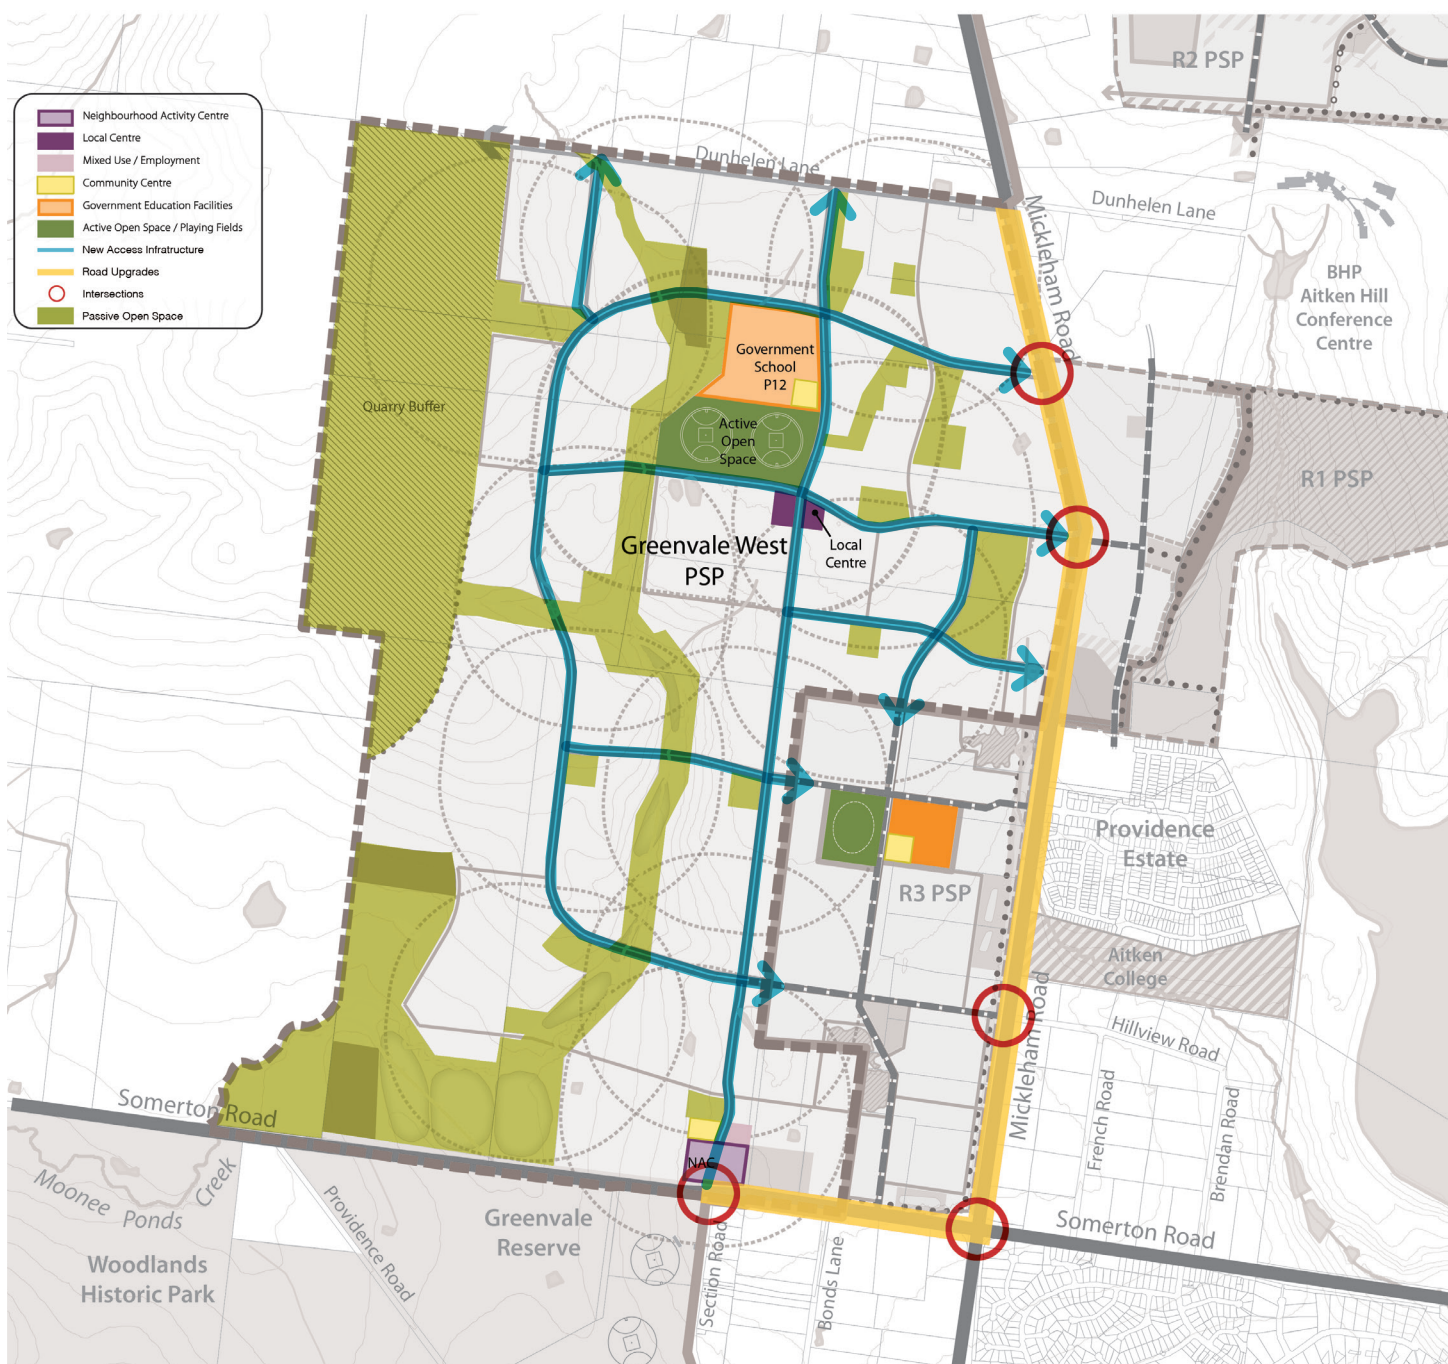 R2 PSP
Neighbourhood Activity Centre
Local Centre
Mixed Use / Employment
Community Centre
Government Education Facilities
Active Open Space / Playing Fields
New Access Infratructure
Road Upgrades
Intersections
Passive Open Space
Dunhelen Lane
Dunhelen Lane
Mickleham Road
BHP
Aitken Hill
Conference
Centre
Government
School
P12
Quarry Buffer
Active
Open
Space
R1 PSP
Greenvale West
PSP
Local
Centre
Providence
Estate
R3 PSP
Aitken
College
Mickleham Road
Hillview Road
French Road
Brendan Road
Somerton Road
Moonee Ponds
Creek
Providence Road
NAC
Greenvale
Reserve
Woodlands
Historic Park
Section Road
Bonds Lane
Somerton Road